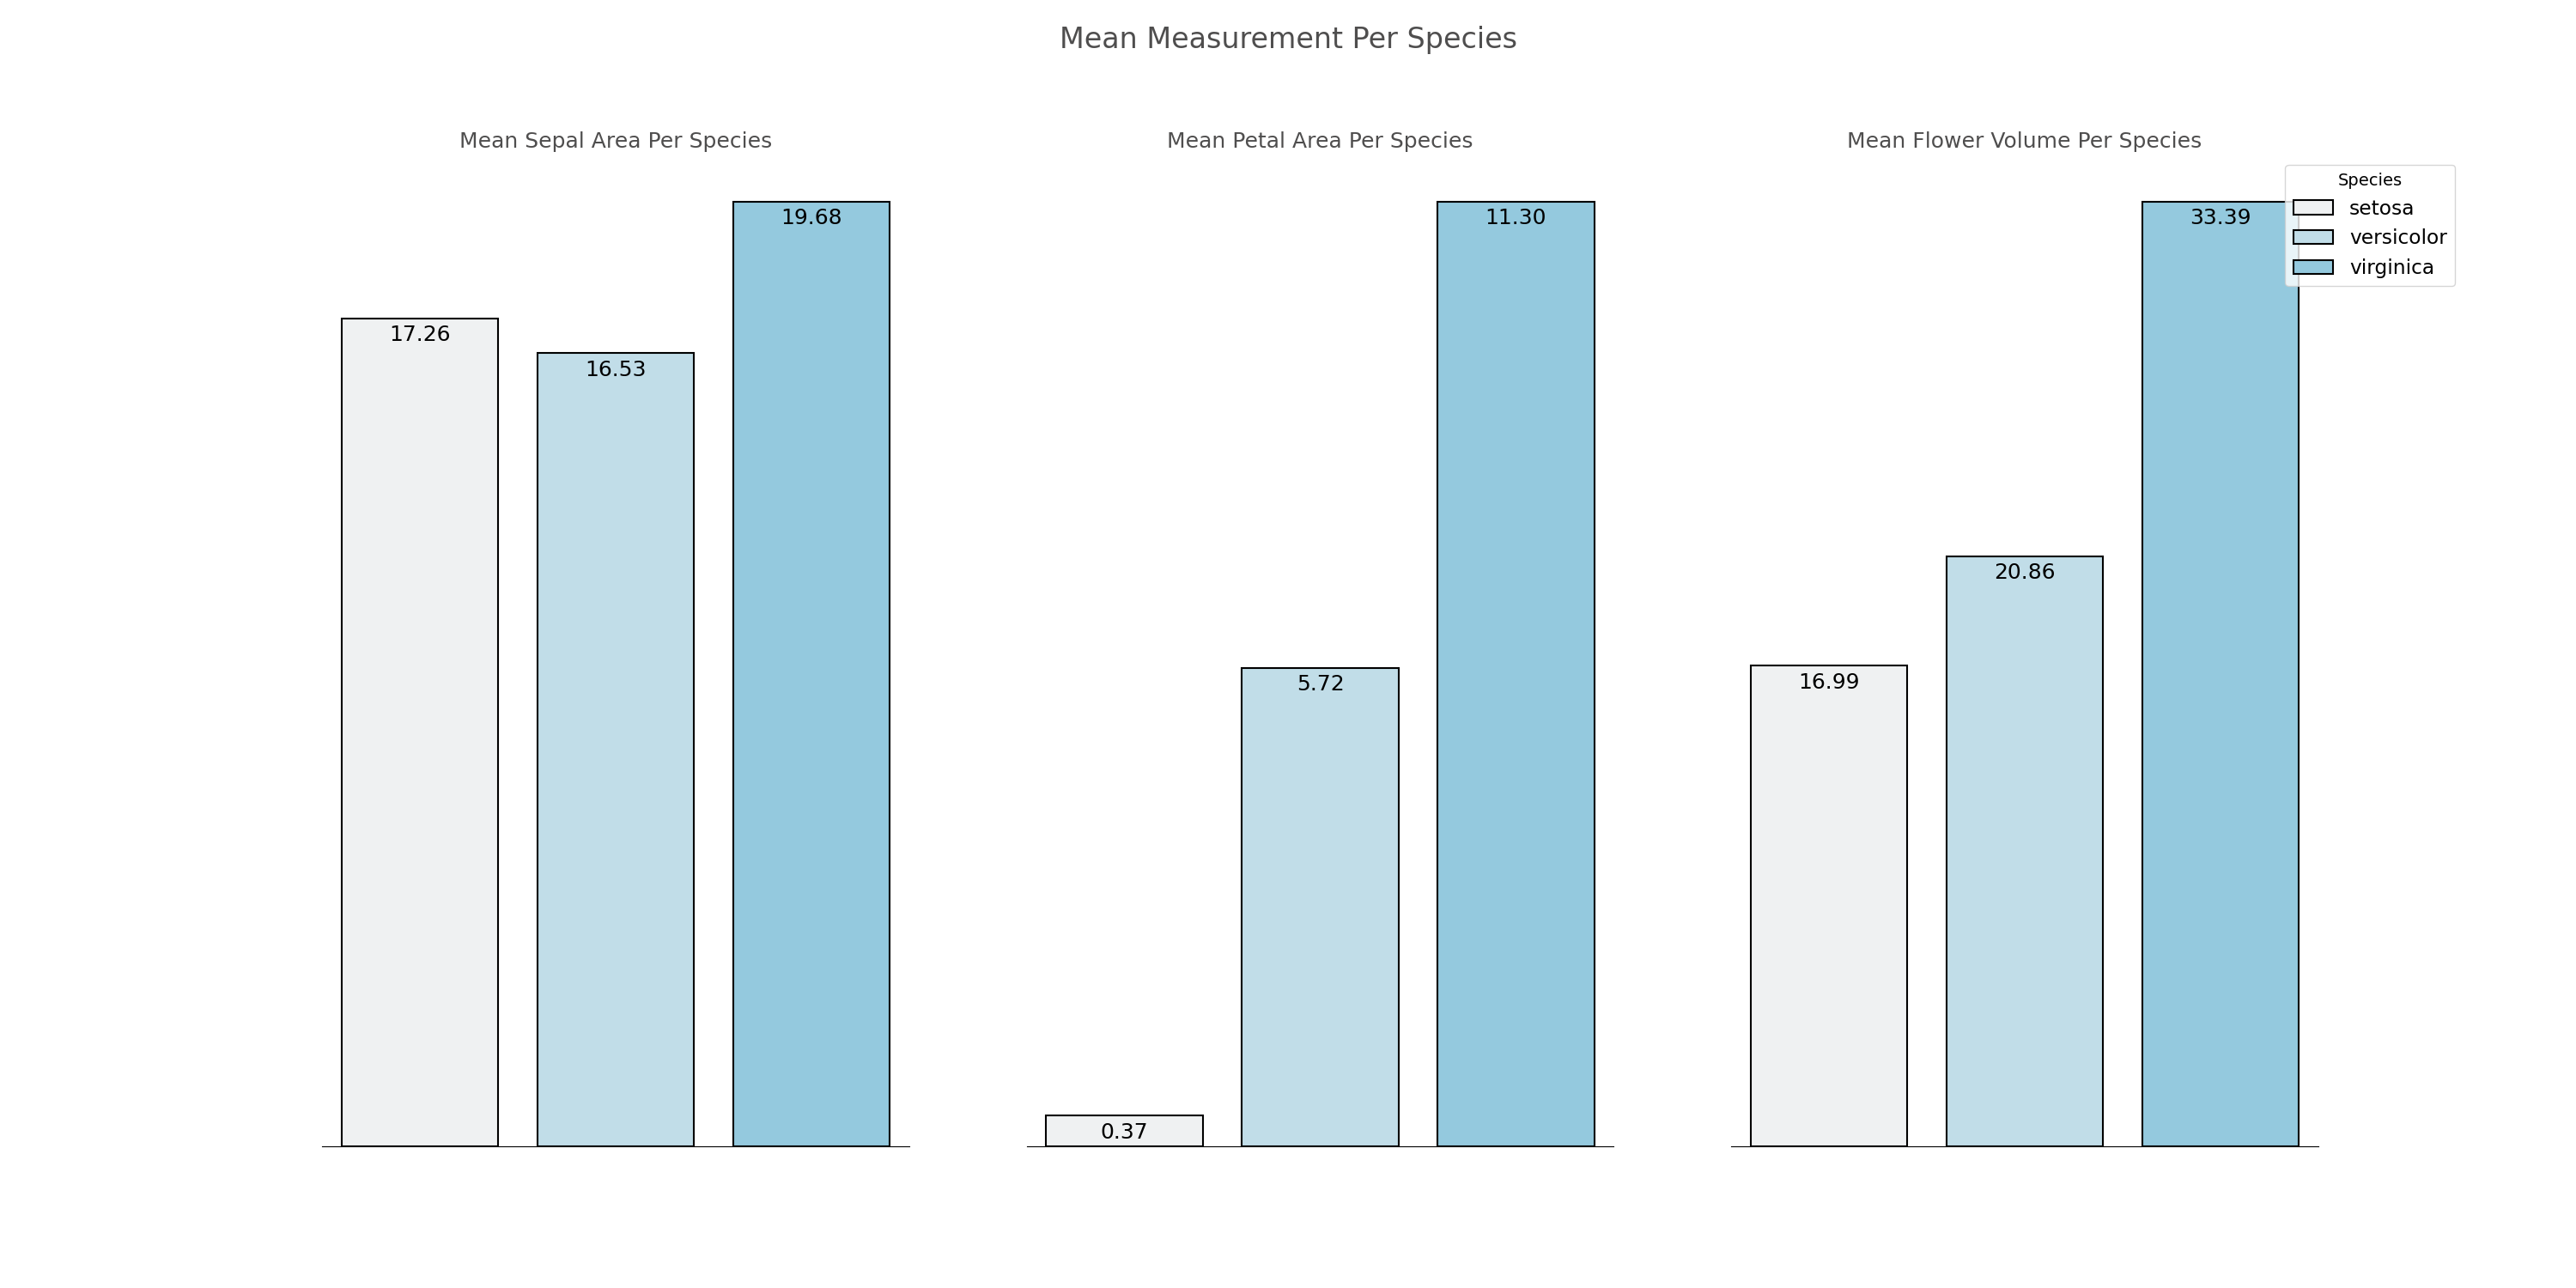 Mean Measurement Per Species
Mean Sepal Area Per Species
17.26
16.53
19.68
Mean Petal Area Per Species
0.37
5.72
11.30
Mean Flower Volume Per Species
16.99
20.86
33.39
Species
setosa
versicolor
virginica